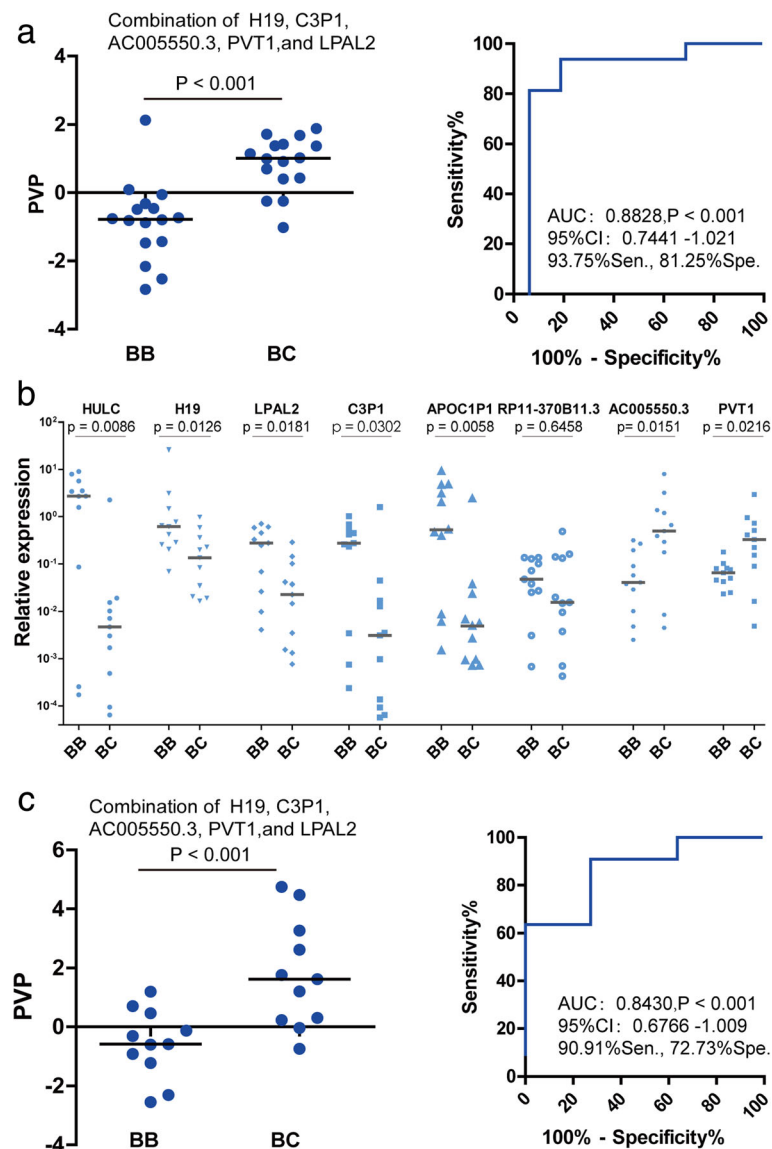 a
Combination of H19, C3P1,
AC005550.3, PVT1,and LPAL2
P < 0.001
PVP
4
2
0
-2
-4
BB
BC
Sensitivity%
100
80
60
40
20
0
AUC: 0.8828,P < 0.001
95%CI: 0.7441 -1.021
93.75%Sen., 81.25%Spe.
0
20
40
60
80
100
100% - Specificity%
b
HULC H19 LPAL2 C3P1 APOC1P1 RP11-370B11.3 AC005550.3 PVT1
p = 0.0086 p = 0.0126 p = 0.0181 p = 0.0302 p = 0.0058 p = 0.6458 p= 0.0151 p = 0.0216
Relative expression
10²
10¹
10⁰
10⁻¹
10⁻²
10⁻³
10⁻⁴
BB BC BB BC BB BC BB BC BB BC BB BC BB BC BB BC
c
Combination of H19, C3P1,
AC005550.3, PVT1,and LPAL2
P < 0.001
PVP
6
4
2
0
-2
-4
BB
BC
Sensitivity%
100
80
60
40
20
0
AUC: 0.8430,P < 0.001
95%CI: 0.6766 -1.009
90.91%Sen., 72.73%Spe.
0
20
40
60
80
100
100% - Specificity%